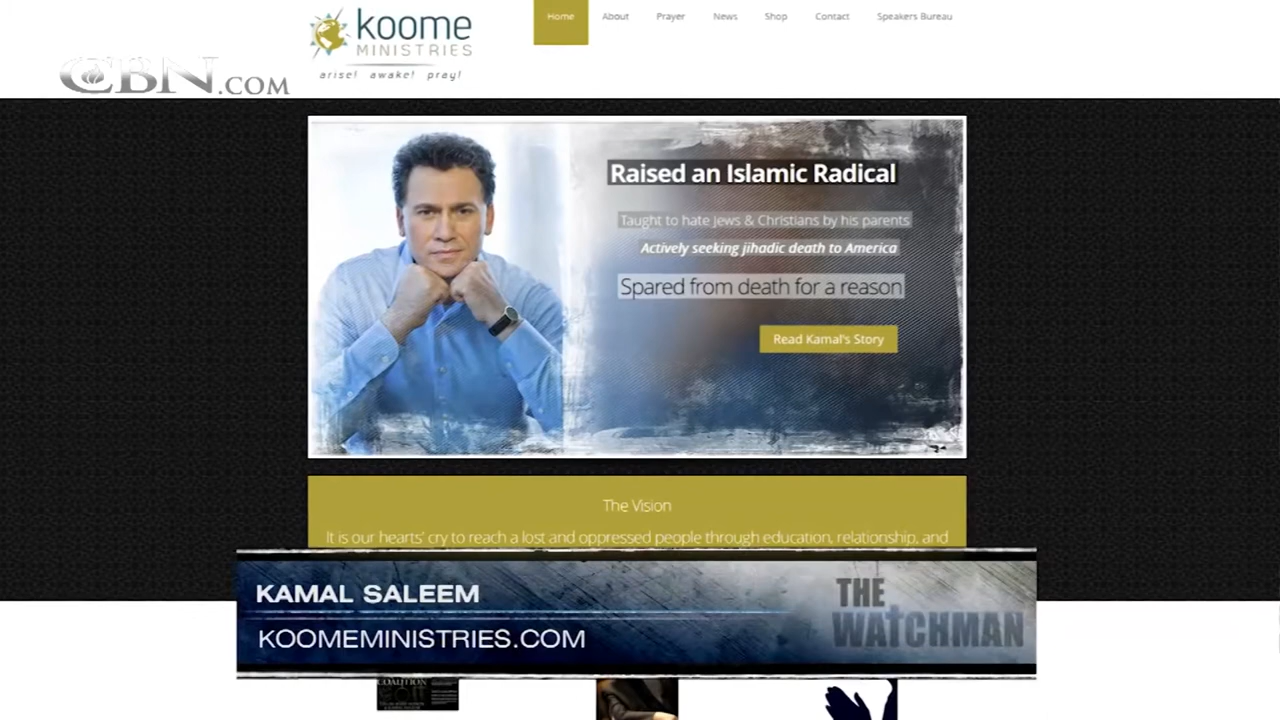 koome
MINISTRIES
arise! awake! pray!
Home About Prayer News Shop Contact Speakers Bureau
CBN.COM
Raised an Islamic Radical
Taught to hate Jews & Christians by his parents
Actively seeking jihadic death to America
Spared from death for a reason
Read Kamal's Story
The Vision
It is our hearts' cry to reach a lost and oppressed people through education, relationship, and
KAMAL SALEEM
KOOMEMINISTRIES.COM
THE
WATCHMAN
COALITION